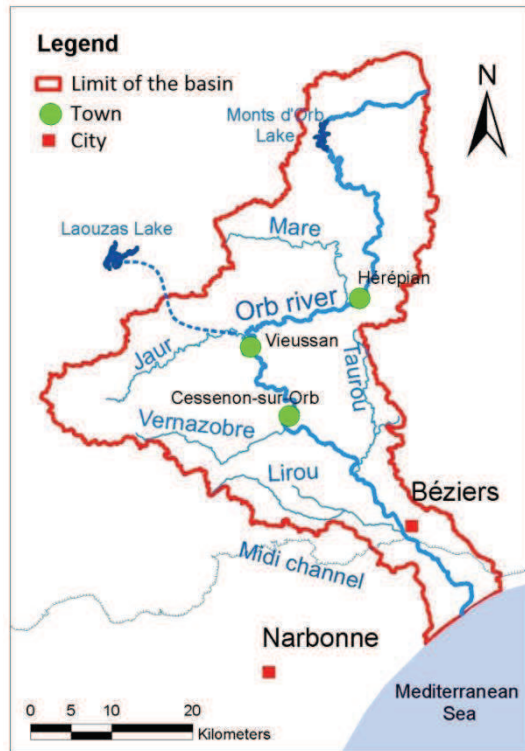 Legend
Limit of the basin
Town
City
N
Monts d'Orb
Lake
Laouzas Lake
Mare
Hérépian
Orb river
Vieussan
Jaur
Taurou
Cessenon-sur-Orb
Vernazobre
Lirou
Béziers
Midi channel
Narbonne
Mediterranean
Sea
0 5 10 20
Kilometers